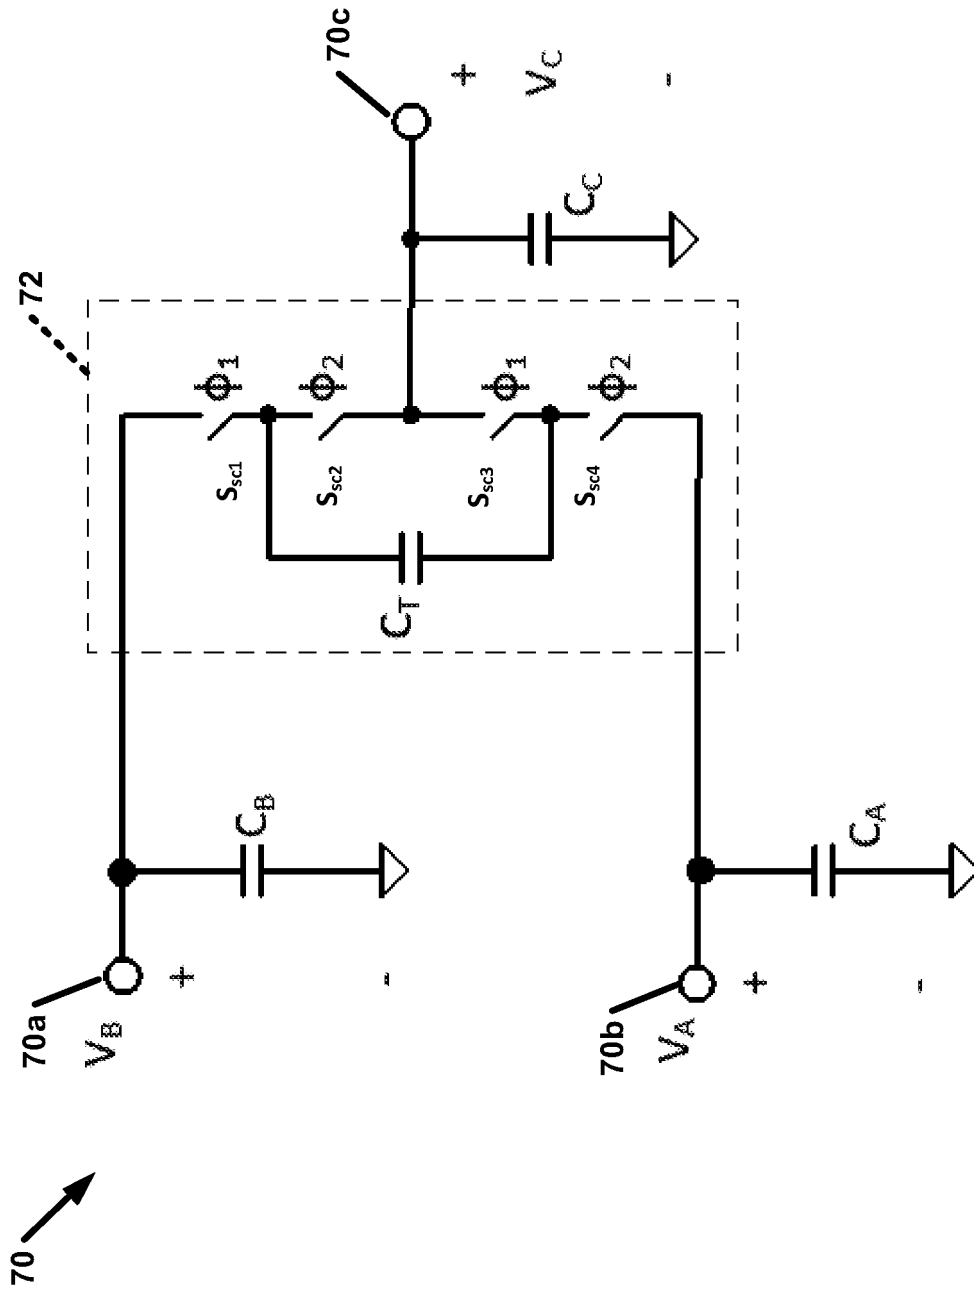 70
70a
V_B
+
-
C_B
70b
V_A
+
-
C_A
72
C_T
S_sc1
ϕ1
S_sc2
ϕ2
S_sc3
ϕ1
S_sc4
ϕ2
70c
+
V_C
-
C_C